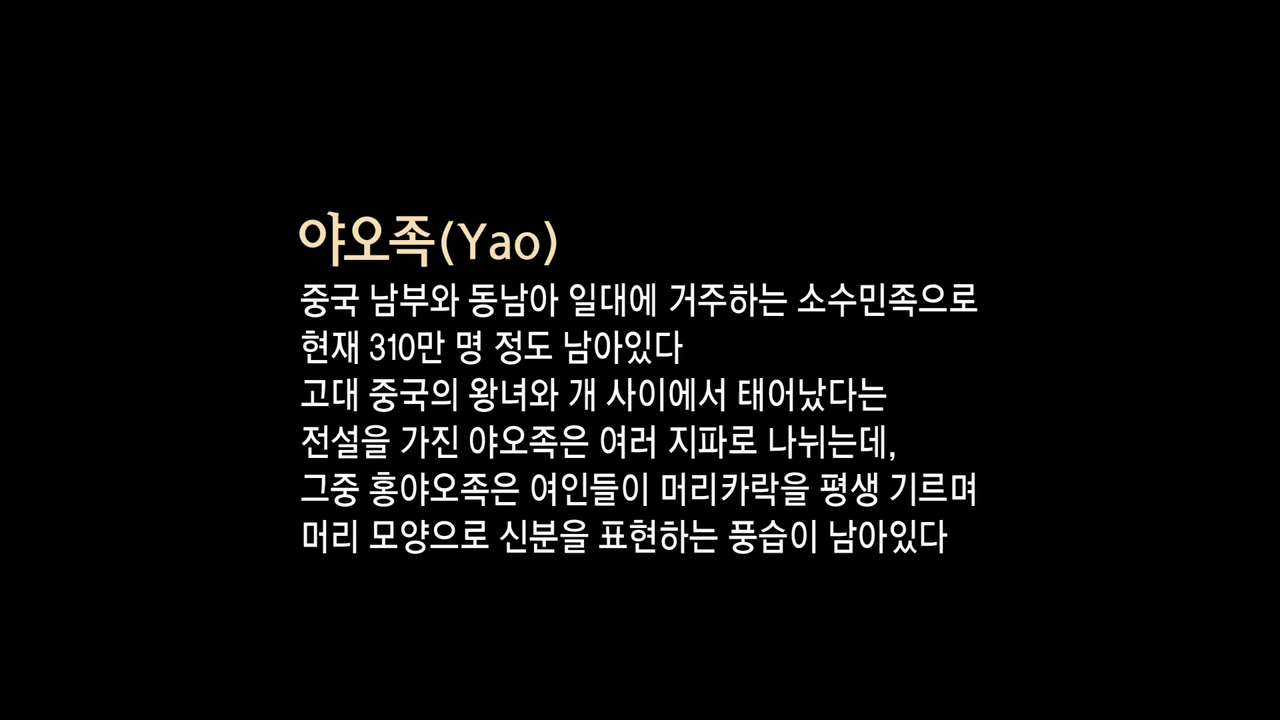 야오족(Yao)
중국 남부와 동남아 일대에 거주하는 소수민족으로
현재 310만 명 정도 남아있다
고대 중국의 왕녀와 개 사이에서 태어났다는
전설을 가진 야오족은 여러 지파로 나뉘는데,
그중 홍야오족은 여인들이 머리카락을 평생 기르며
머리 모양으로 신분을 표현하는 풍습이 남아있다